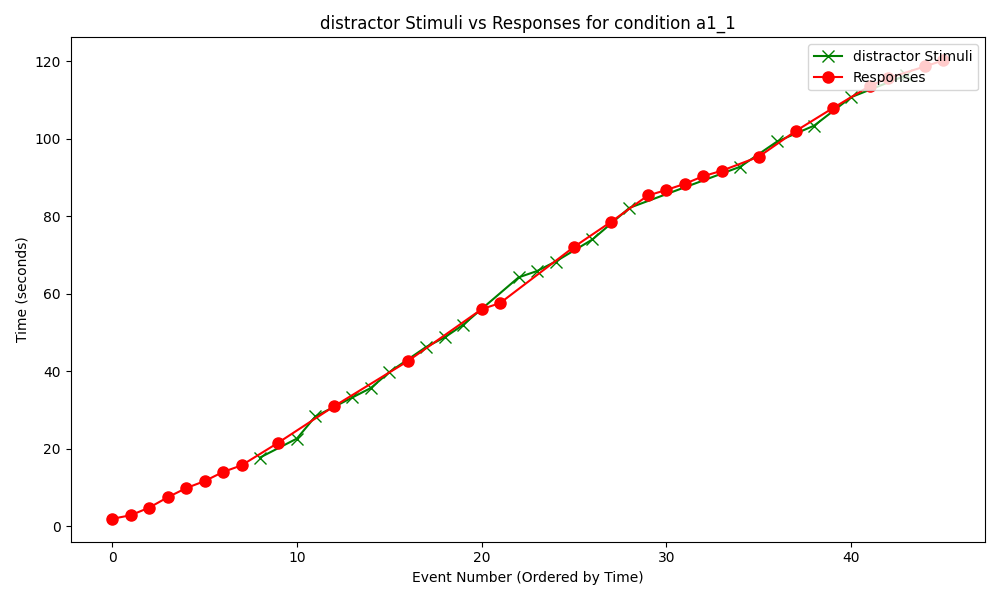 distractor Stimuli vs Responses for condition a1_1
distractor Stimuli
Responses
Time (seconds)
120
100
80
60
40
20
0
0 10 20 30 40
Event Number (Ordered by Time)